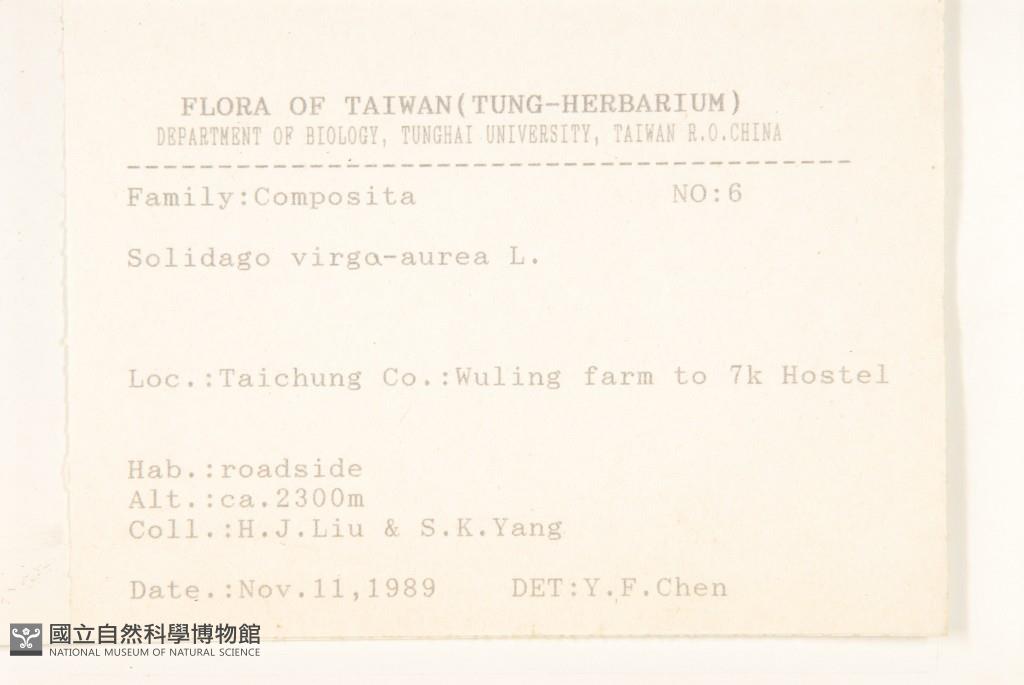 FLORA OF TAIWAN(TUNG-HERBARIUM)
DEPARTMENT OF BIOLOGY, TUNGHAI UNIVERSITY, TAIWAN R.O.CHINA
Family:Composita NO:6
Solidago virga-aurea L.
Loc.:Taichung Co.:Wuling farm to 7k Hostel
Hab.:roadside
Alt.:ca.2300m
Coll.:H.J.Liu & S.K.Yang
Date.:Nov.11,1989 DET:Y.F.Chen
國立自然科學博物館
NATIONAL MUSEUM OF NATURAL SCIENCE